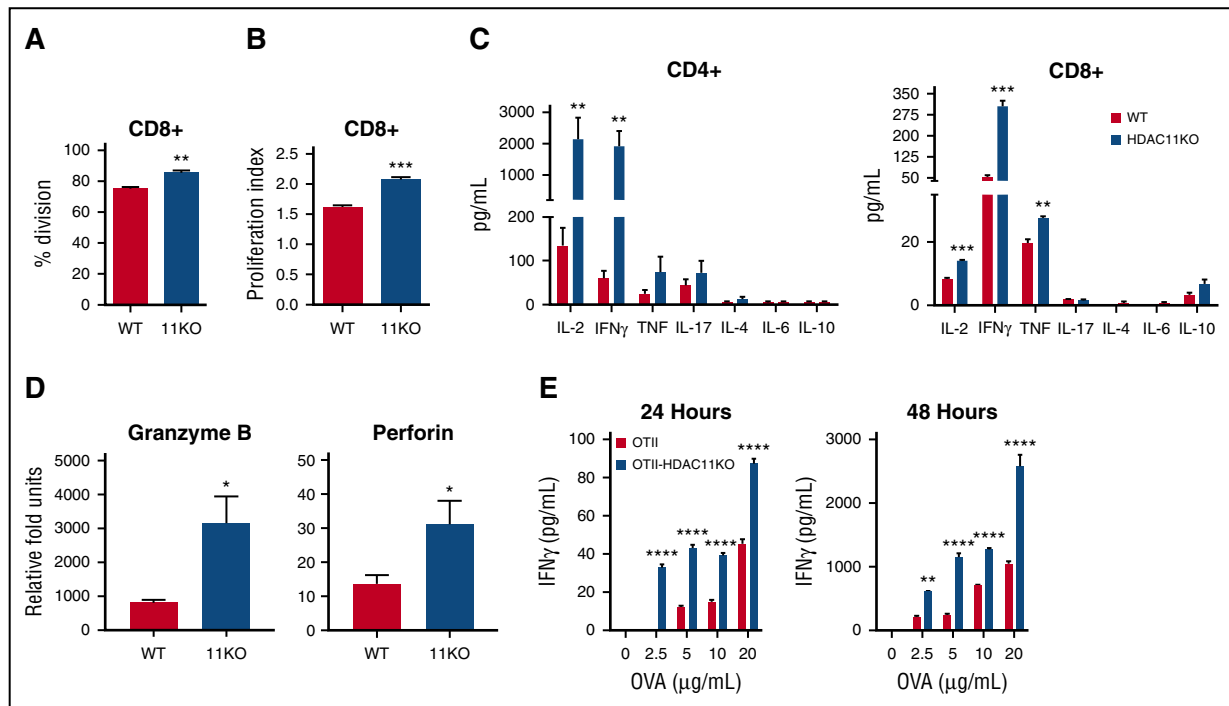 A
CD8+
% division
100
80
60
40
20
0
**
WT 11KO
B
CD8+
Proliferation index
2.5
2.0
1.5
1.0
0.5
0.0
***
WT 11KO
C
CD4+
pg/mL
3000
2000
1000
200
100
0
** **
IL-2 IFNγ TNF IL-17 IL-4 IL-6 IL-10
CD8+
pg/mL
350
275
200
125
50
20
0
*** *** **
WT
HDAC11KO
IL-2 IFNγ TNF IL-17 IL-4 IL-6 IL-10
D
Granzyme B
Relative fold units
5000
4000
3000
2000
1000
0
*
WT 11KO
Perforin
50
40
30
20
10
0
*
WT 11KO
E
24 Hours
IFNγ (pg/mL)
100
80
60
40
20
0
OTII
OTII-HDAC11KO
**** **** **** ****
0 2.5 5 10 20
OVA (μg/mL)
48 Hours
IFNγ (pg/mL)
3000
2000
1000
0
** **** **** ****
0 2.5 5 10 20
OVA (μg/mL)